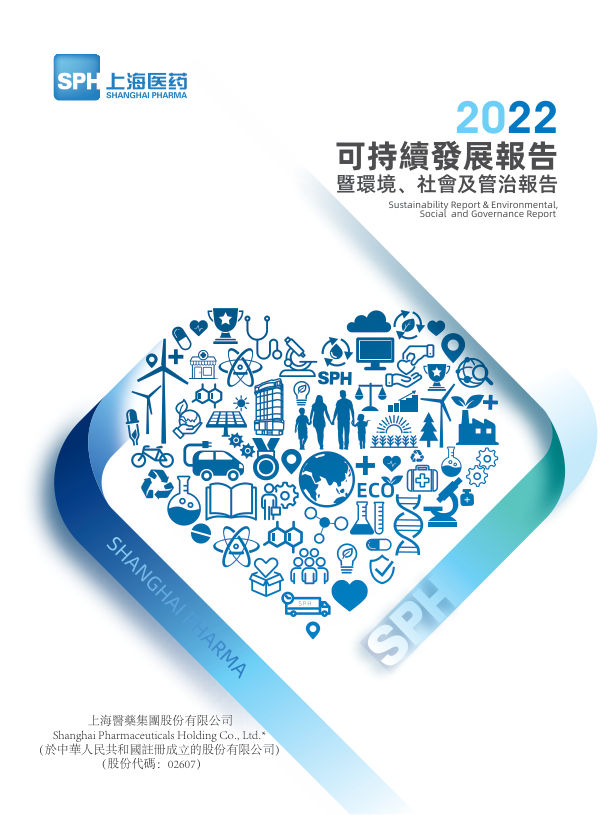 SPH 上海医药
SHANGHAI PHARMA
2022
可持續發展報告
暨環境、社會及管治報告
Sustainability Report & Environmental,
Social and Governance Report
SPH
ECO
SPH
SHANGHAI PHARMA
SPH
上海醫藥集團股份有限公司
Shanghai Pharmaceuticals Holding Co., Ltd.*
(於中華人民共和國註冊成立的股份有限公司)
(股份代碼：02607)